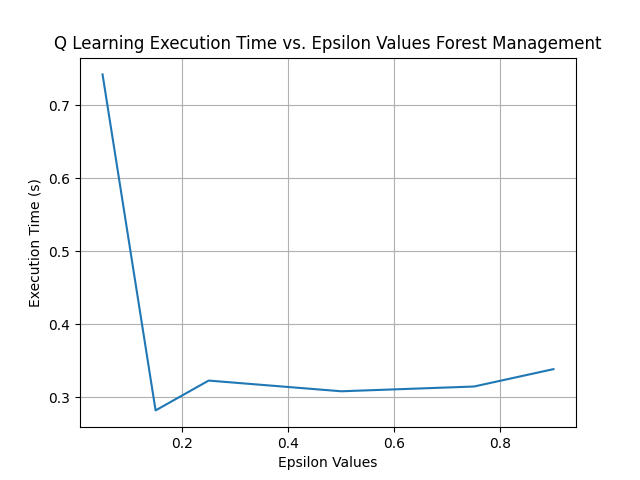 Q Learning Execution Time vs. Epsilon Values Forest Management
0.7
0.6
0.5
0.4
0.3
Execution Time (s)
0.2 0.4 0.6 0.8
Epsilon Values